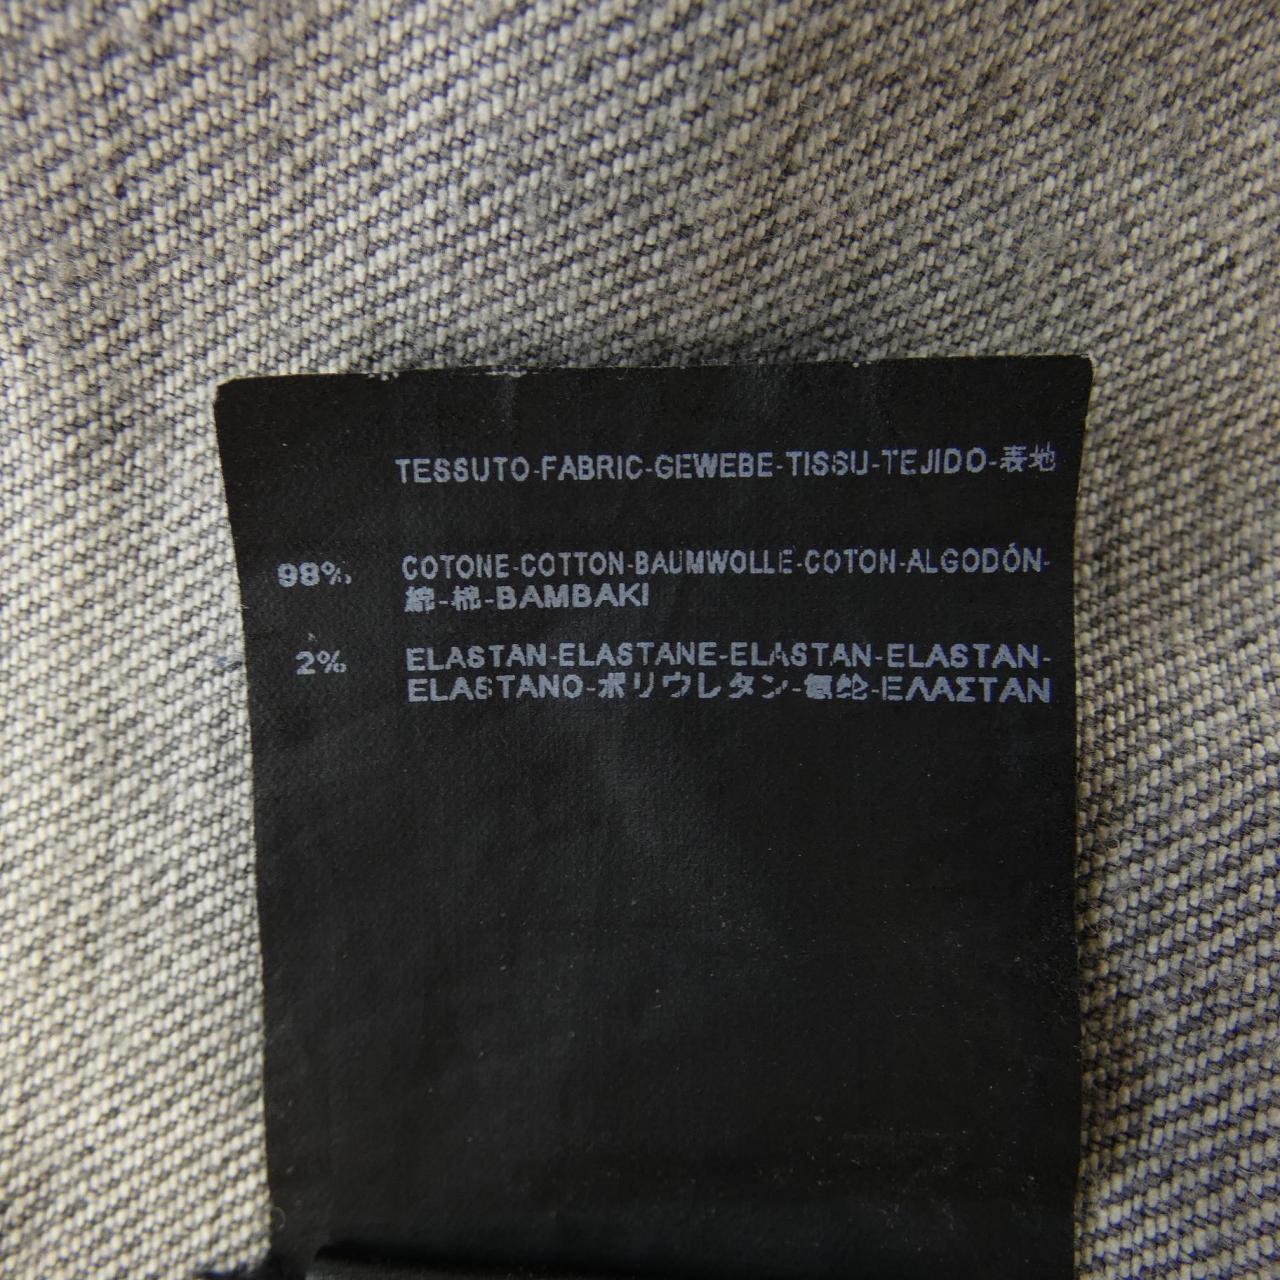 TESSUTO-FABRIC-GEWEBE-TISSU-TEJIDO-表地
98% COTONE-COTTON-BAUMWOLLE-COTON-ALGODÓN-
綿-棉-BAMBAKI
2% ELASTAN-ELASTANE-ELASTAN-ELASTAN-
ELASTANO-ポリウレタン-氨纶-ΕΛΑΣΤΑΝ